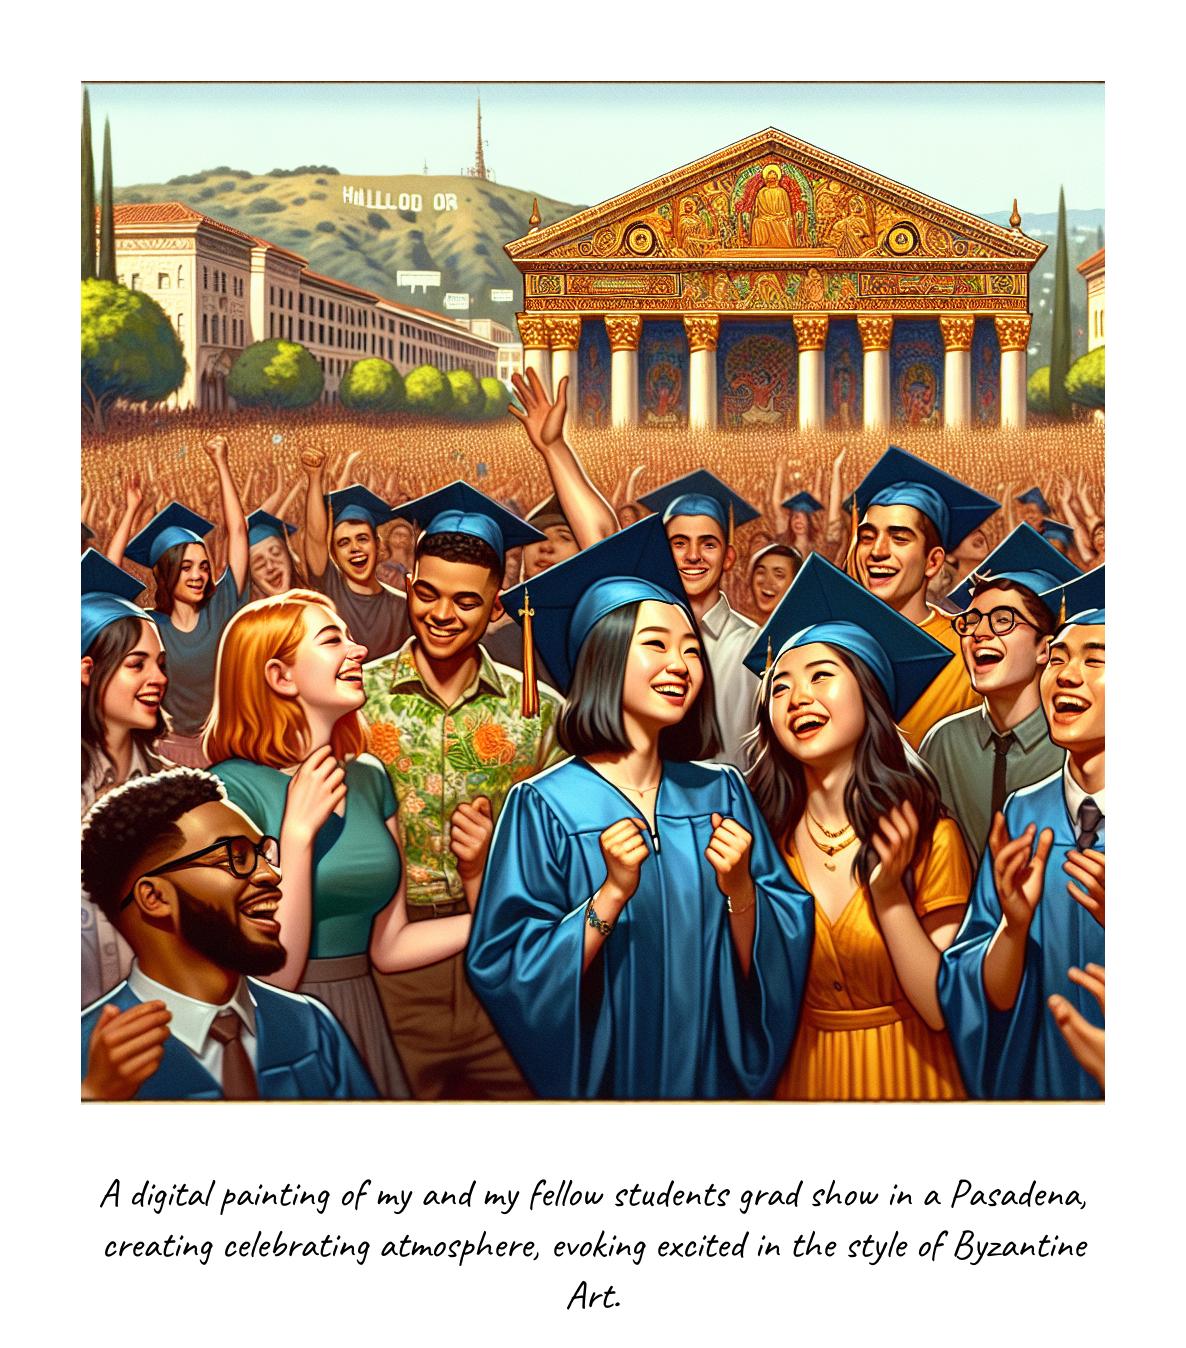 HULLOD OR
A digital painting of my and my fellow students grad show in a Pasadena,
creating celebrating atmosphere, evoking excited in the style of Byzantine
Art.